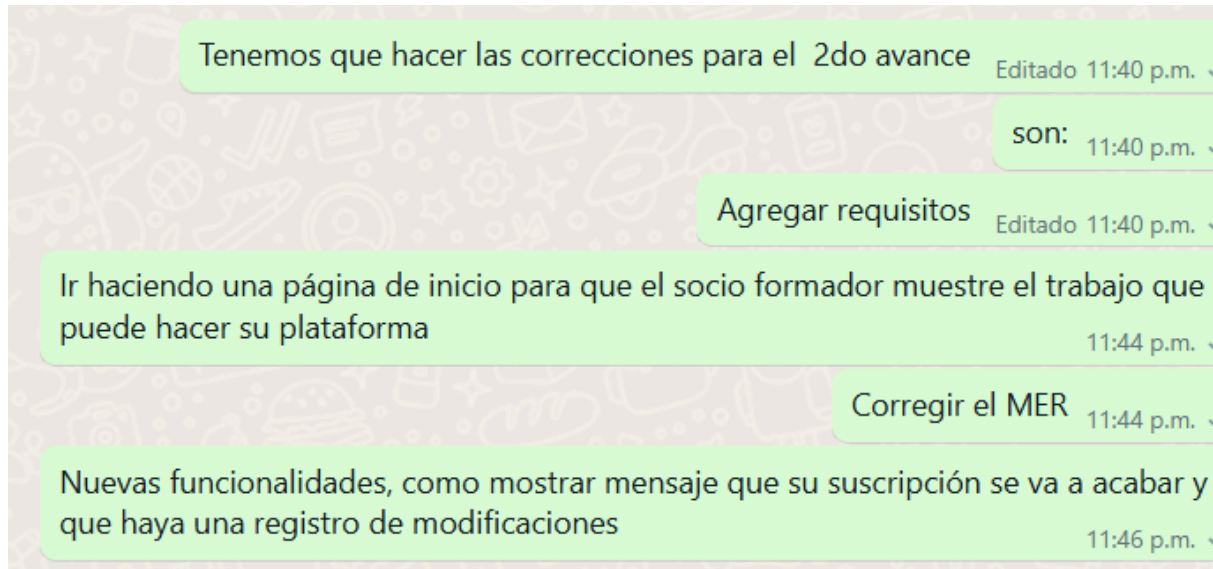 Tenemos que hacer las correcciones para el 2do avance
Editado 11:40 p.m.
son:
11:40 p.m.
Agregar requisitos
Editado 11:40 p.m.
Ir haciendo una página de inicio para que el socio formador muestre el trabajo que
puede hacer su plataforma
11:44 p.m.
Corregir el MER
11:44 p.m.
Nuevas funcionalidades, como mostrar mensaje que su suscripción se va a acabar y
que haya una registro de modificaciones
11:46 p.m.